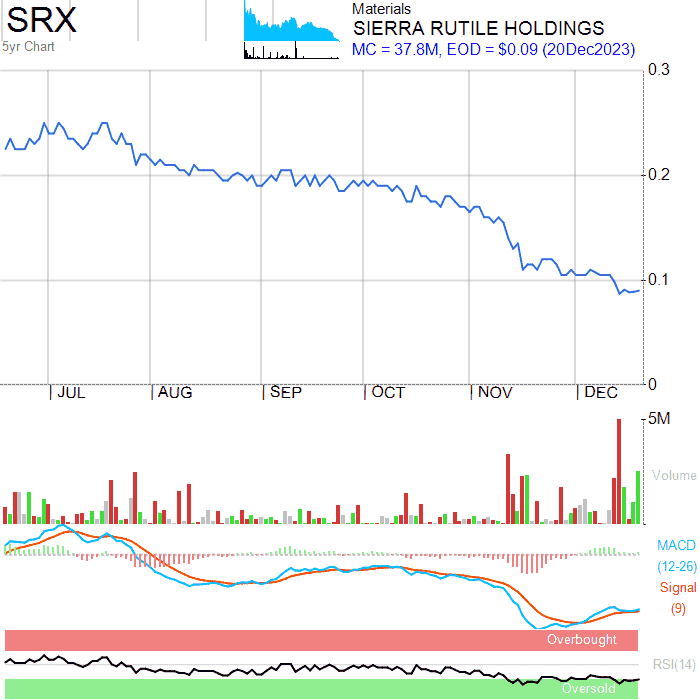 SRX
5yr Chart
Materials
SIERRA RUTILE HOLDINGS
MC = 37.8M, EOD = $0.09 (20Dec2023)
0.3
0.2
0.1
0
JUL AUG SEP OCT NOV DEC
5M
Volume
MACD
(12-26)
Signal
(9)
Overbought
RSI(14)
Oversold